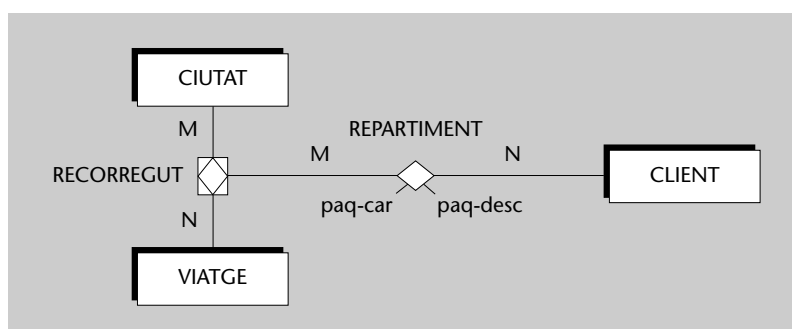 CIUTAT
M
REPARTIMENT
RECORREGUT
M
N
CLIENT
N
paq-car
paq-desc
VIATGE